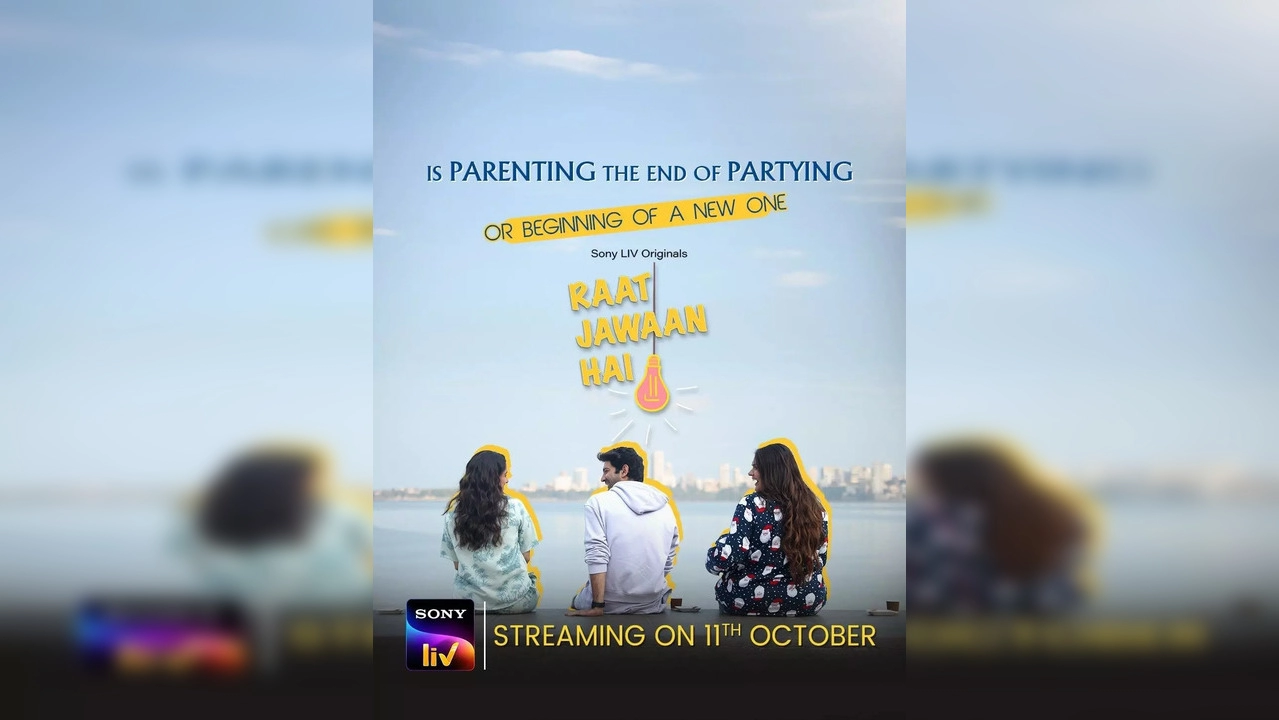 IS PARENTING THE END OF PARTYING
OR BEGINNING OF A NEW ONE
Sony LIV Originals
RAAT
JAWAAN
HAI
SONY
liv
STREAMING ON 11TH OCTOBER